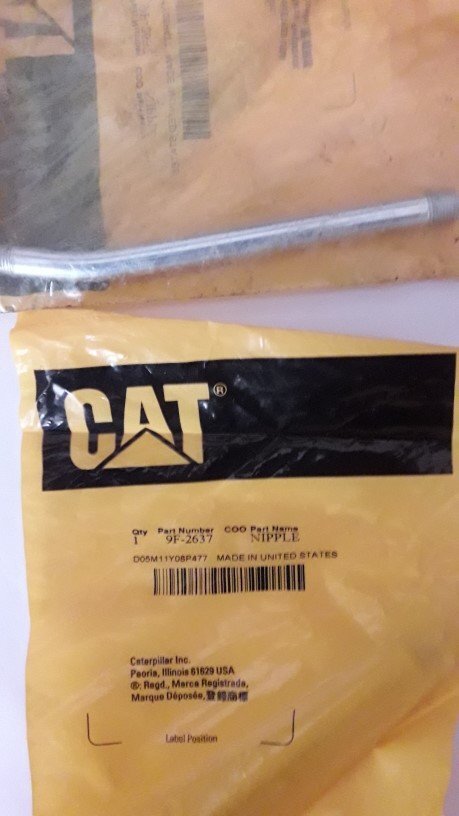 CAT®
Qty Part Number COO Part Name
1 9F-2637 NIPPLE
D05M11Y08P477 MADE IN UNITED STATES
Caterpillar Inc.
Peoria, Illinois 61629 USA
®: Regd., Marca Registrada,
Marque Déposée, 登録商標
Label Position